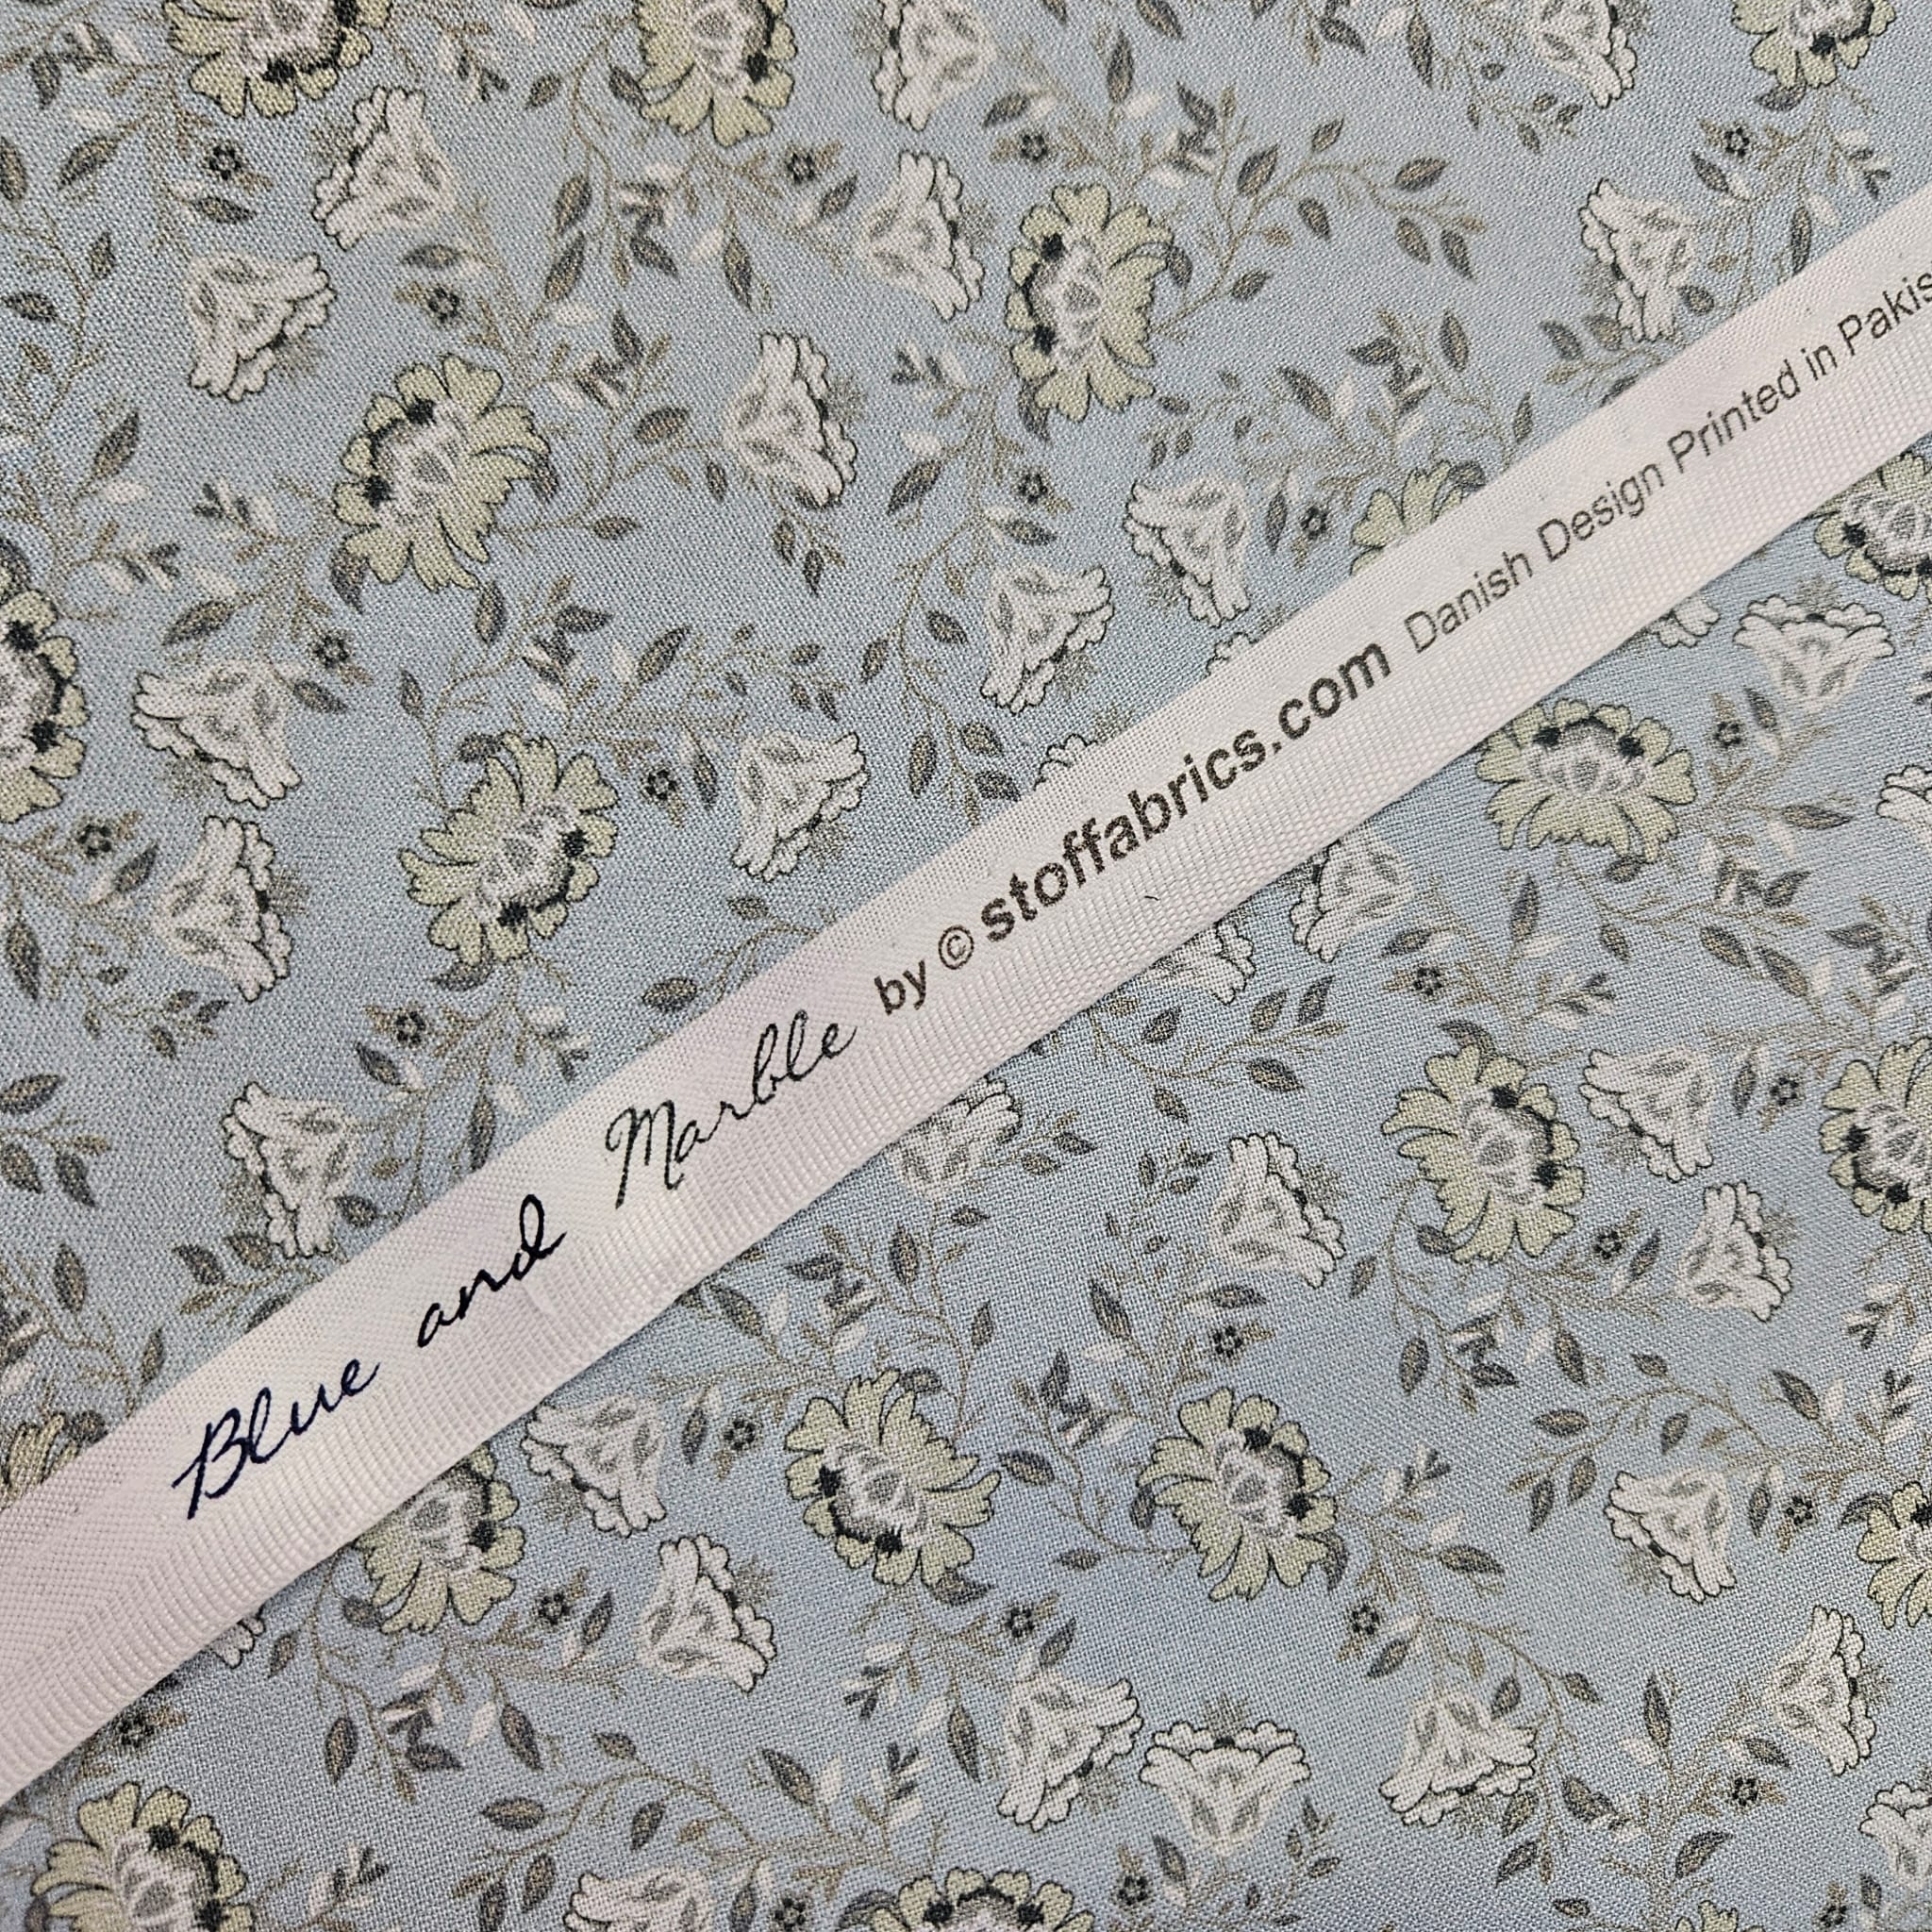 Blue and Marble by © stoffabrics.com Danish Design Printed in Pakis